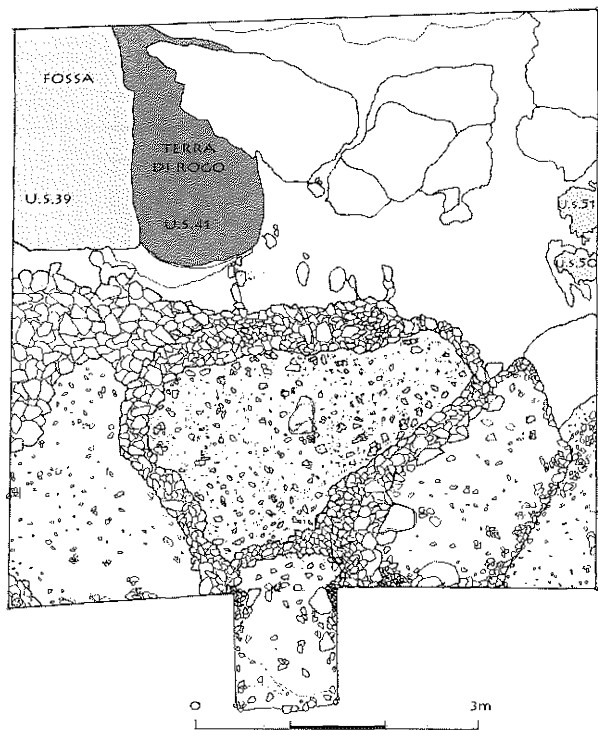 FOSSA
TERRA
DI ROGO
U.S.39
U.S.41
U.S.51
U.S.50
0 3m